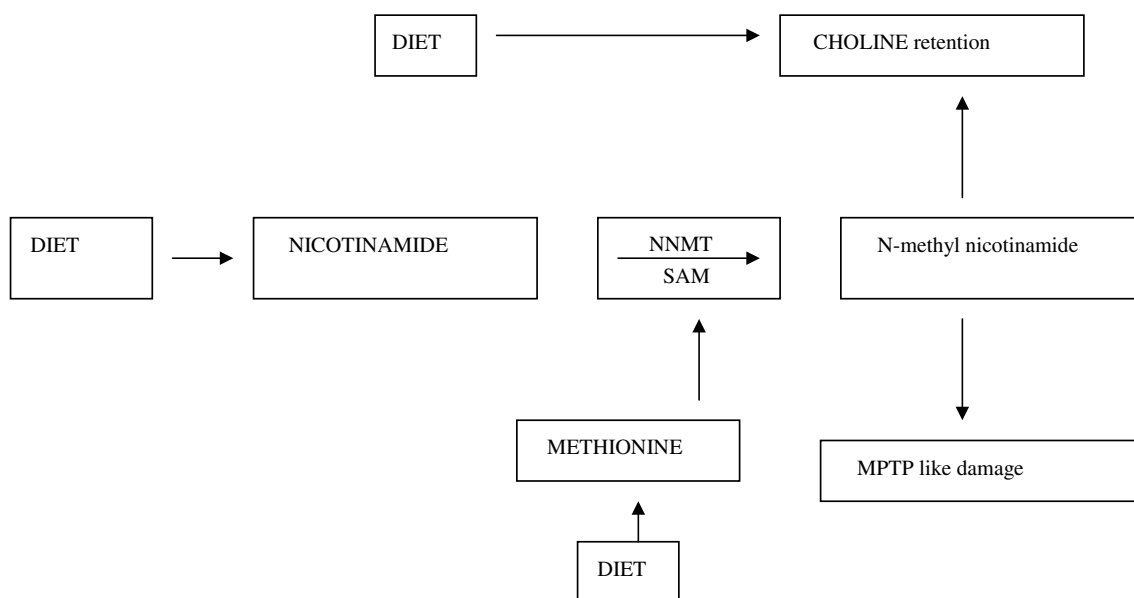 DIET
CHOLINE retention
DIET
NICOTINAMIDE
NNMT
SAM
N-methyl nicotinamide
METHIONINE
MPTP like damage
DIET